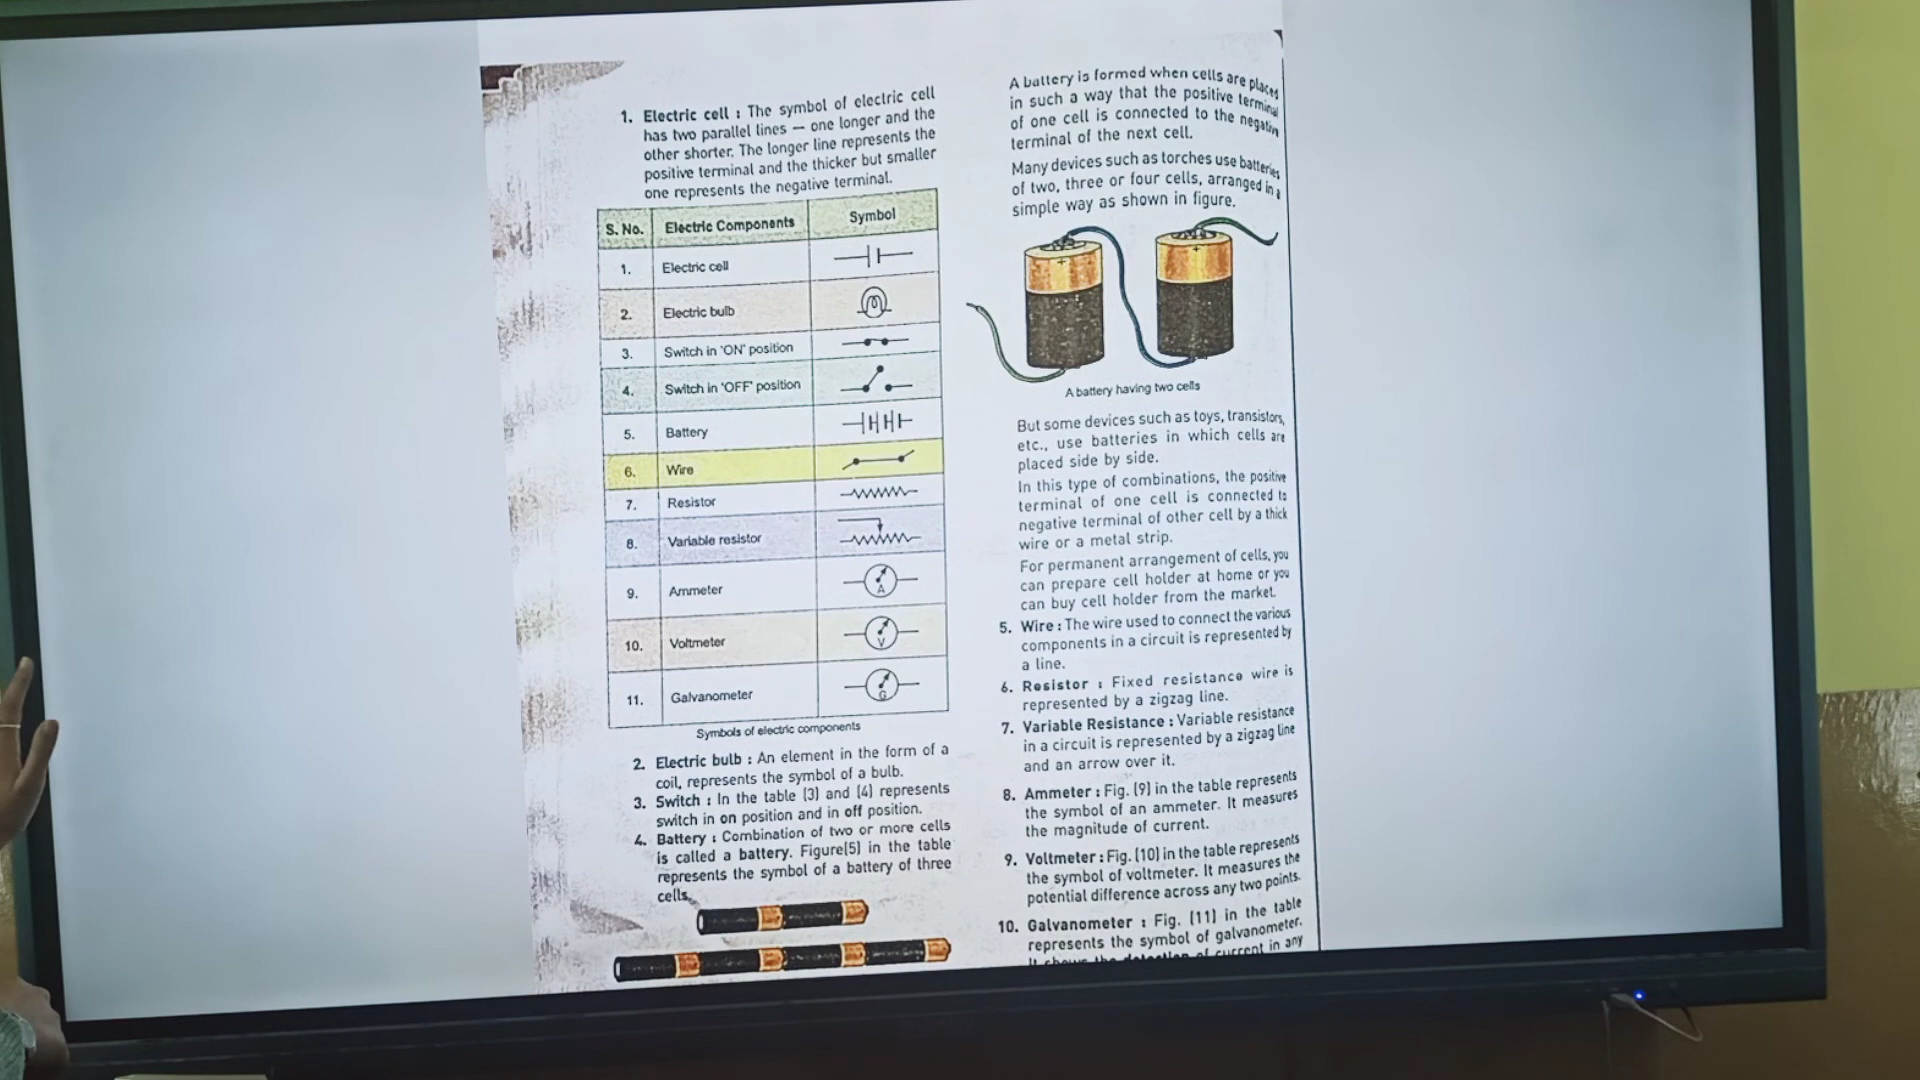 1. Electric cell : The symbol of electric cell
has two parallel lines — one longer and the
other shorter. The longer line represents the
positive terminal and the thicker but smaller
one represents the negative terminal.
S. No. Electric Components Symbol
1. Electric cell
2. Electric bulb
3. Switch in 'ON' position
4. Switch in 'OFF' position
5. Battery
6. Wire
7. Resistor
8. Variable resistor
9. Ammeter A
10. Voltmeter V
11. Galvanometer G
Symbols of electric components
2. Electric bulb : An element in the form of a
coil, represents the symbol of a bulb.
3. Switch : In the table (3) and (4) represents
switch in on position and in off position.
4. Battery : Combination of two or more cells
is called a battery. Figure(5) in the table
represents the symbol of a battery of three
cells.
A battery is formed when cells are placed
in such a way that the positive terminal
of one cell is connected to the negative
terminal of the next cell.
Many devices such as torches use batteries
of two, three or four cells, arranged in a
simple way as shown in figure.
+ +
A battery having two cells
But some devices such as toys, transistors,
etc., use batteries in which cells are
placed side by side.
In this type of combinations, the positive
terminal of one cell is connected to
negative terminal of other cell by a thick
wire or a metal strip.
For permanent arrangement of cells, you
can prepare cell holder at home or you
can buy cell holder from the market.
5. Wire : The wire used to connect the various
components in a circuit is represented by
a line.
6. Resistor : Fixed resistance wire is
represented by a zigzag line.
7. Variable Resistance : Variable resistance
in a circuit is represented by a zigzag line
and an arrow over it.
8. Ammeter : Fig. (9) in the table represents
the symbol of an ammeter. It measures
the magnitude of current.
9. Voltmeter : Fig. (10) in the table represents
the symbol of voltmeter. It measures the
potential difference across any two points.
10. Galvanometer : Fig. (11) in the table
represents the symbol of galvanometer.
It shows the detection of current in any